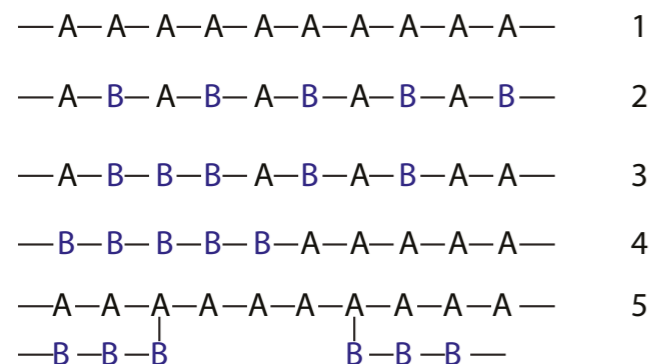 —A—A—A—A—A—A—A—A—A—A— 1
—A—B—A—B—A—B—A—B—A—B— 2
—A—B—B—B—A—B—A—B—A—A— 3
—B—B—B—B—B—A—A—A—A—A— 4
—A—A—A—A—A—A—A—A—A—A— 5
—B—B—B B—B—B—